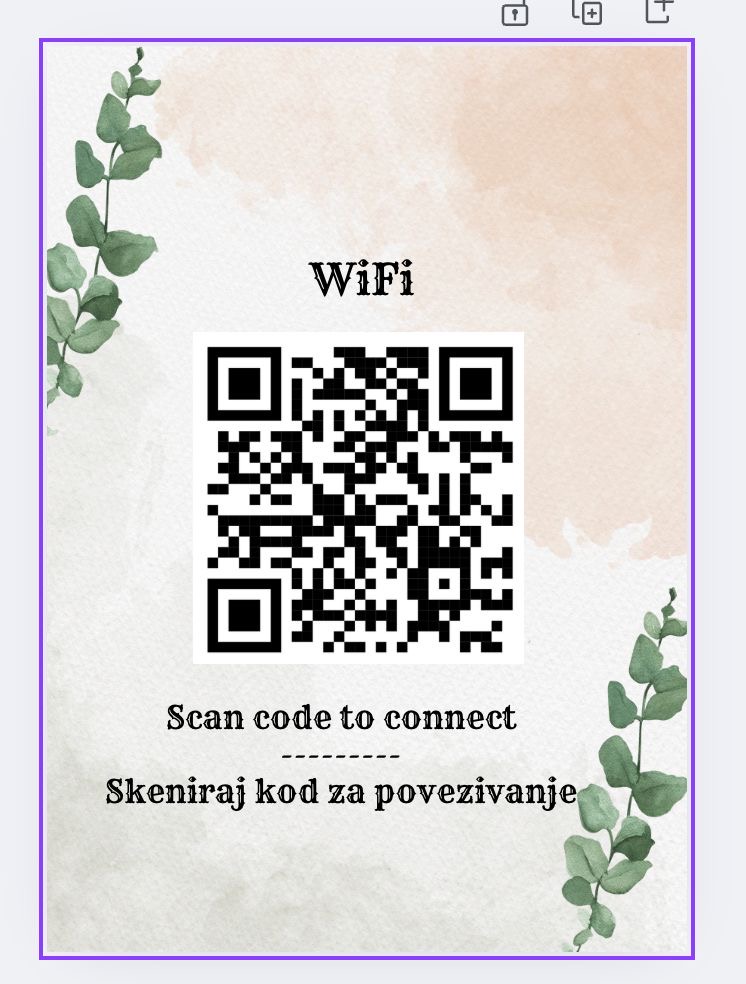 WiFi
Scan code to connect
---------
Skeniraj kod za povezivanje